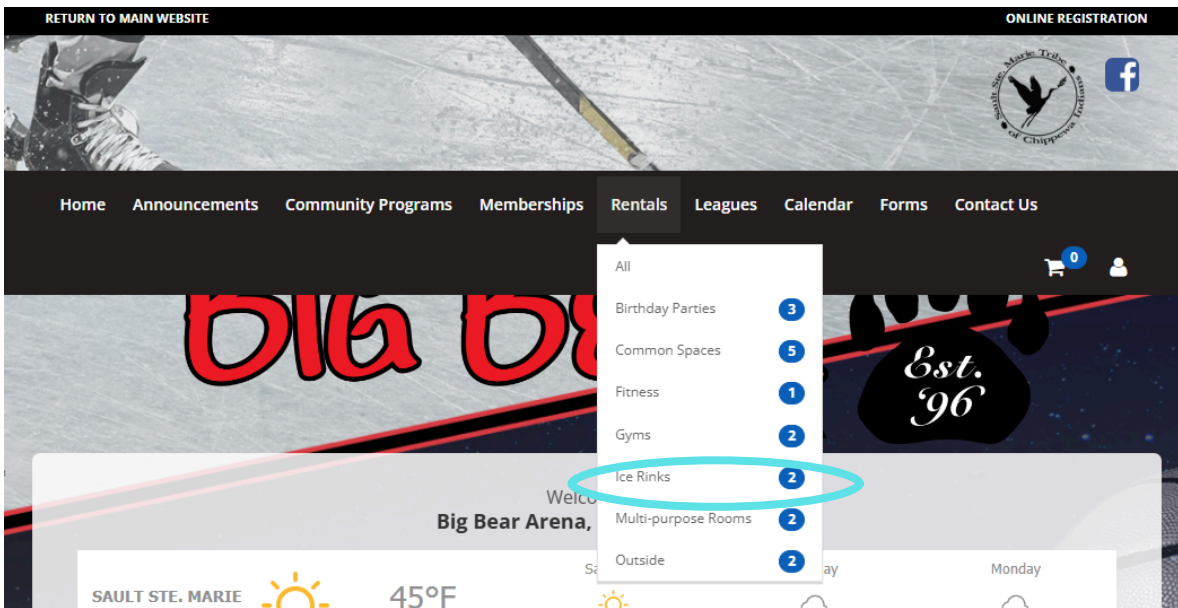 RETURN TO MAIN WEBSITE ONLINE REGISTRATION
Sault Ste. Marie Tribe of Chippewa Indians
f
Home Announcements Community Programs Memberships Rentals Leagues Calendar Forms Contact Us
0
All
Birthday Parties 3
Common Spaces 5
Fitness 1
Gyms 2
Ice Rinks 2
Multi-purpose Rooms 2
Outside 2
BIG
Est.
'96
Big Bear Arena,
Monday
SAULT STE. MARIE 45°F